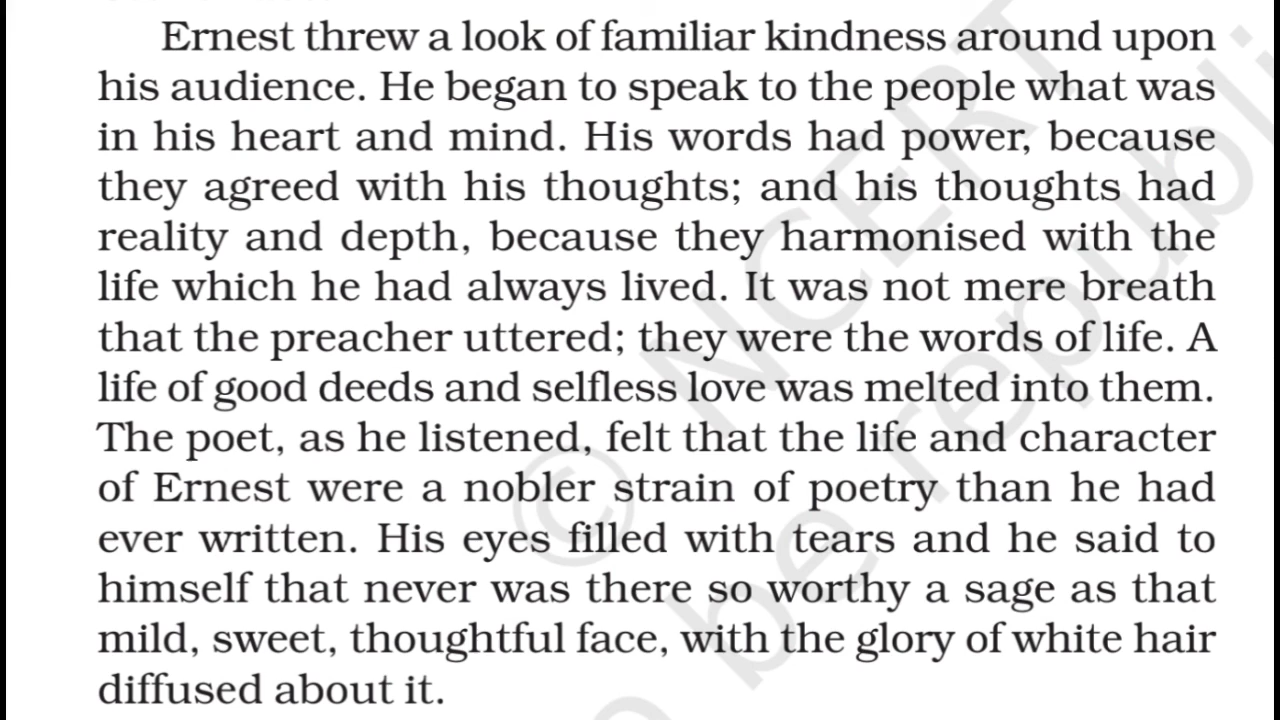 Ernest threw a look of familiar kindness around upon
his audience. He began to speak to the people what was
in his heart and mind. His words had power, because
they agreed with his thoughts; and his thoughts had
reality and depth, because they harmonised with the
life which he had always lived. It was not mere breath
that the preacher uttered; they were the words of life. A
life of good deeds and selfless love was melted into them.
The poet, as he listened, felt that the life and character
of Ernest were a nobler strain of poetry than he had
ever written. His eyes filled with tears and he said to
himself that never was there so worthy a sage as that
mild, sweet, thoughtful face, with the glory of white hair
diffused about it.
© NCERT
be republi